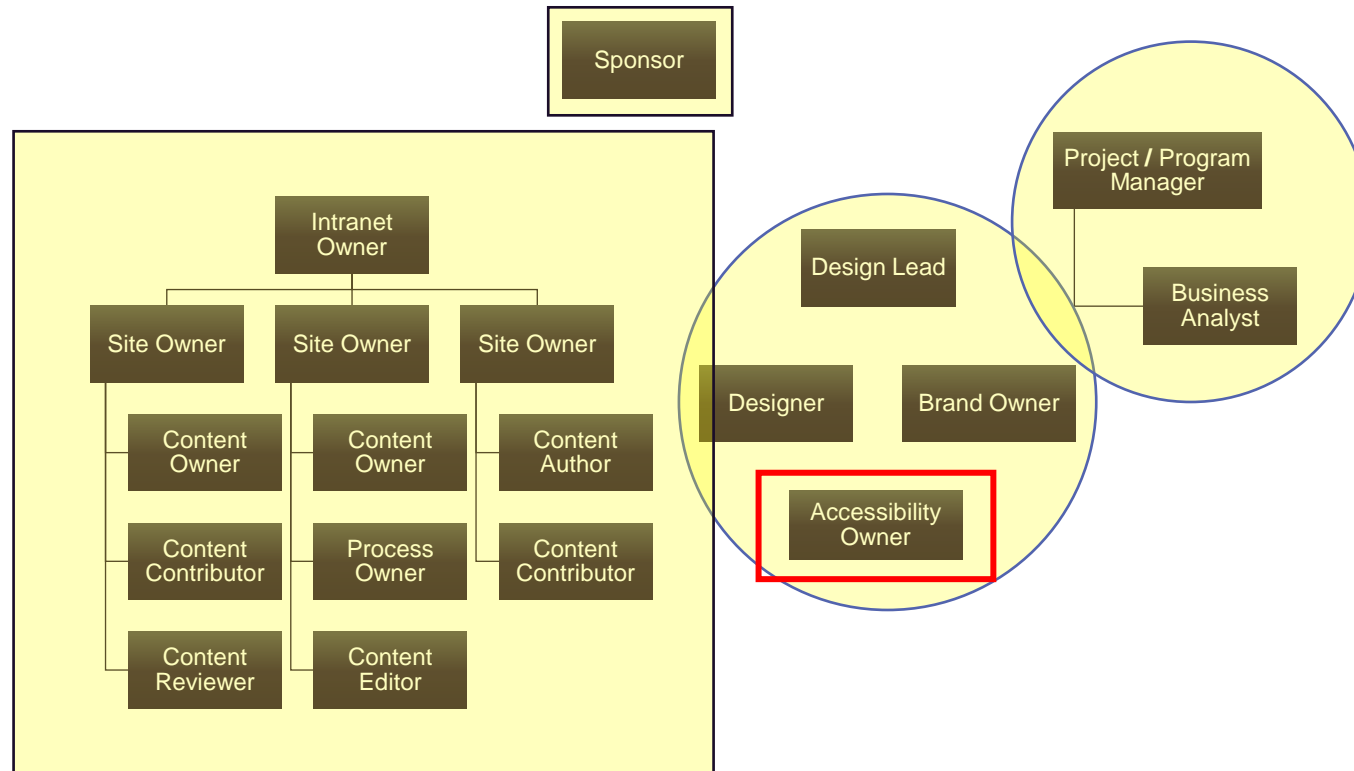 Sponsor
Project / Program
Manager
Business
Analyst
Intranet
Owner
Site Owner
Site Owner
Site Owner
Content
Owner
Content
Contributor
Content
Reviewer
Content
Owner
Process
Owner
Content
Editor
Content
Author
Content
Contributor
Design Lead
Designer
Brand Owner
Accessibility
Owner